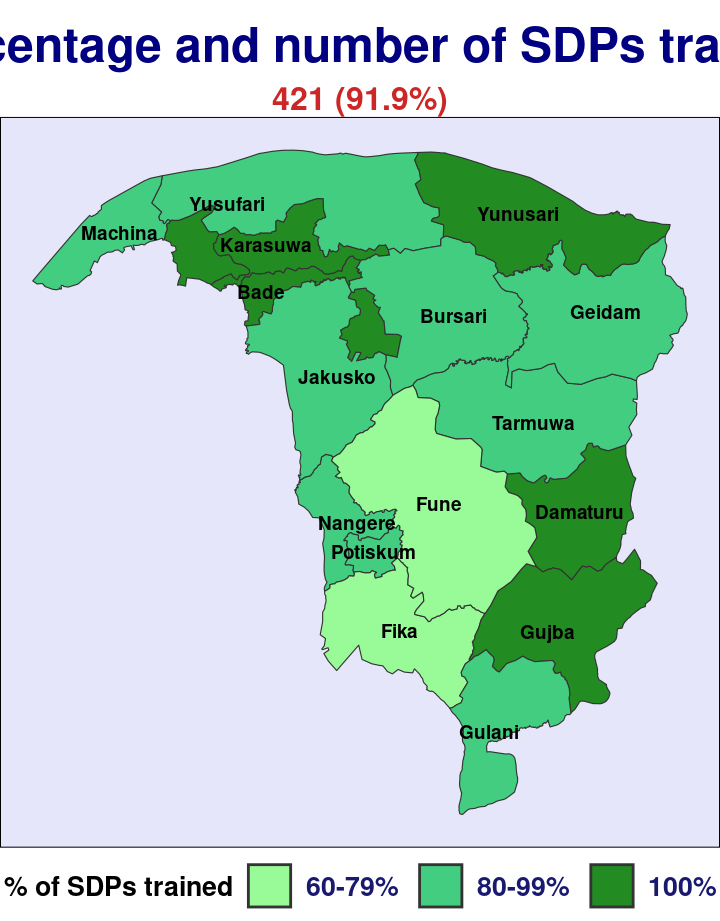 centage and number of SDPs tra
421 (91.9%)
Yusufari
Yunusari
Machina
Karasuwa
Bade
Geidam
Bursari
Jakusko
Tarmuwa
Fune
Damaturu
Nangere
Potiskum
Fika
Gujba
Gulani
% of SDPs trained 60-79% 80-99% 100%